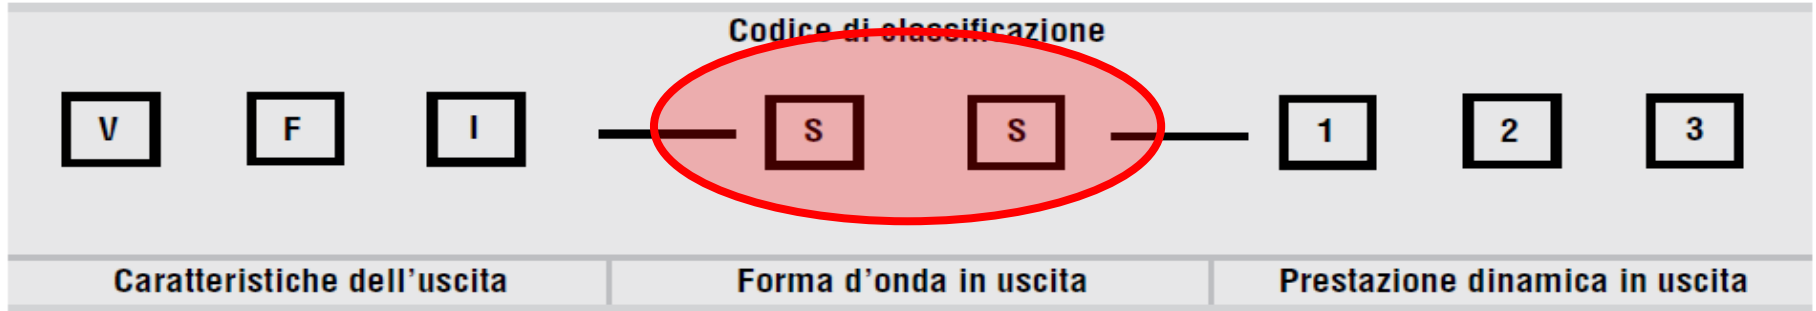 Codice di classificazione
V F I S S 1 2 3
Caratteristiche dell'uscita Forma d'onda in uscita Prestazione dinamica in uscita